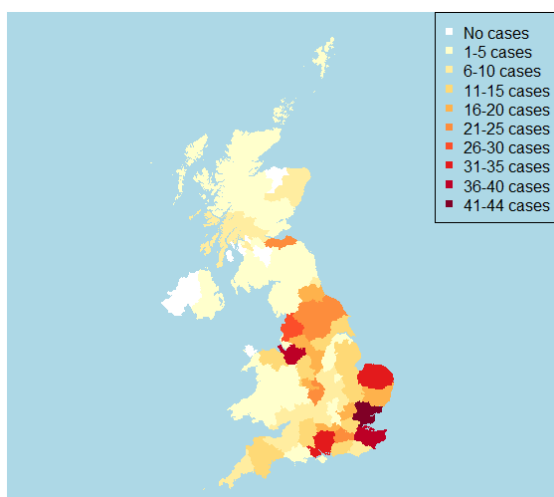 No cases
1-5 cases
6-10 cases
11-15 cases
16-20 cases
21-25 cases
26-30 cases
31-35 cases
36-40 cases
41-44 cases